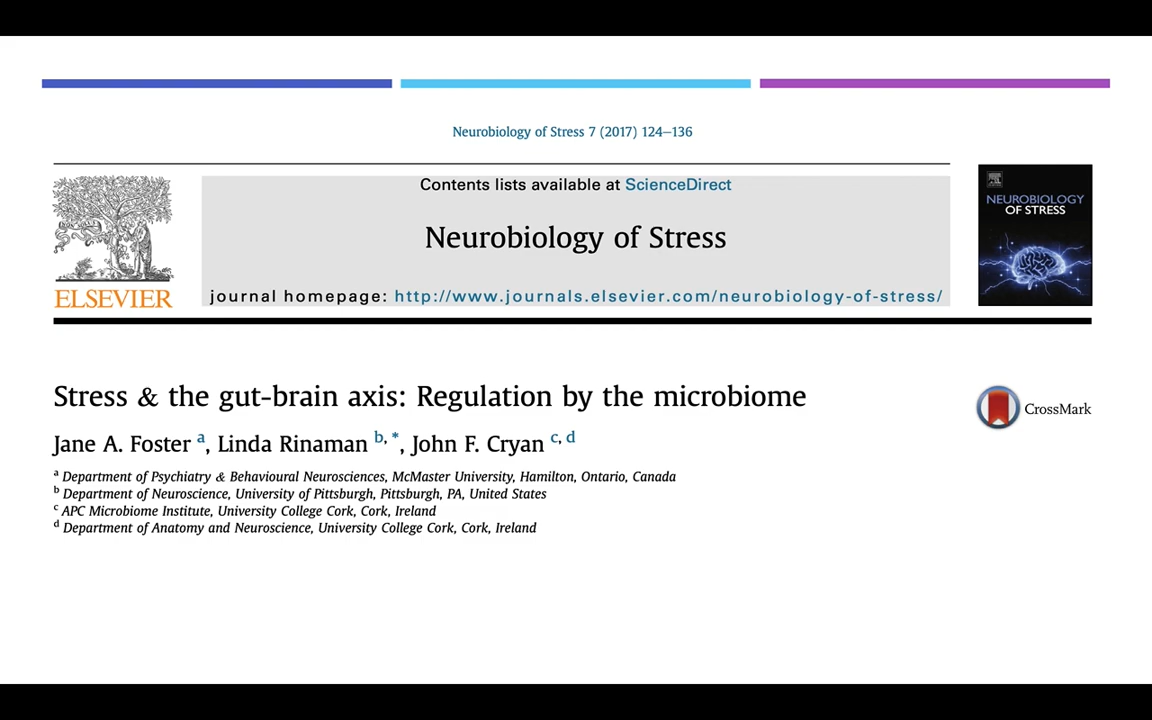 Neurobiology of Stress 7 (2017) 124–136
Contents lists available at ScienceDirect
Neurobiology of Stress
journal homepage: http://www.journals.elsevier.com/neurobiology-of-stress/
ELSEVIER
NEUROBIOLOGY
OF STRESS
Stress & the gut-brain axis: Regulation by the microbiome
CrossMark
Jane A. Foster a, Linda Rinaman b, *, John F. Cryan c, d
a Department of Psychiatry & Behavioural Neurosciences, McMaster University, Hamilton, Ontario, Canada
b Department of Neuroscience, University of Pittsburgh, Pittsburgh, PA, United States
c APC Microbiome Institute, University College Cork, Cork, Ireland
d Department of Anatomy and Neuroscience, University College Cork, Cork, Ireland